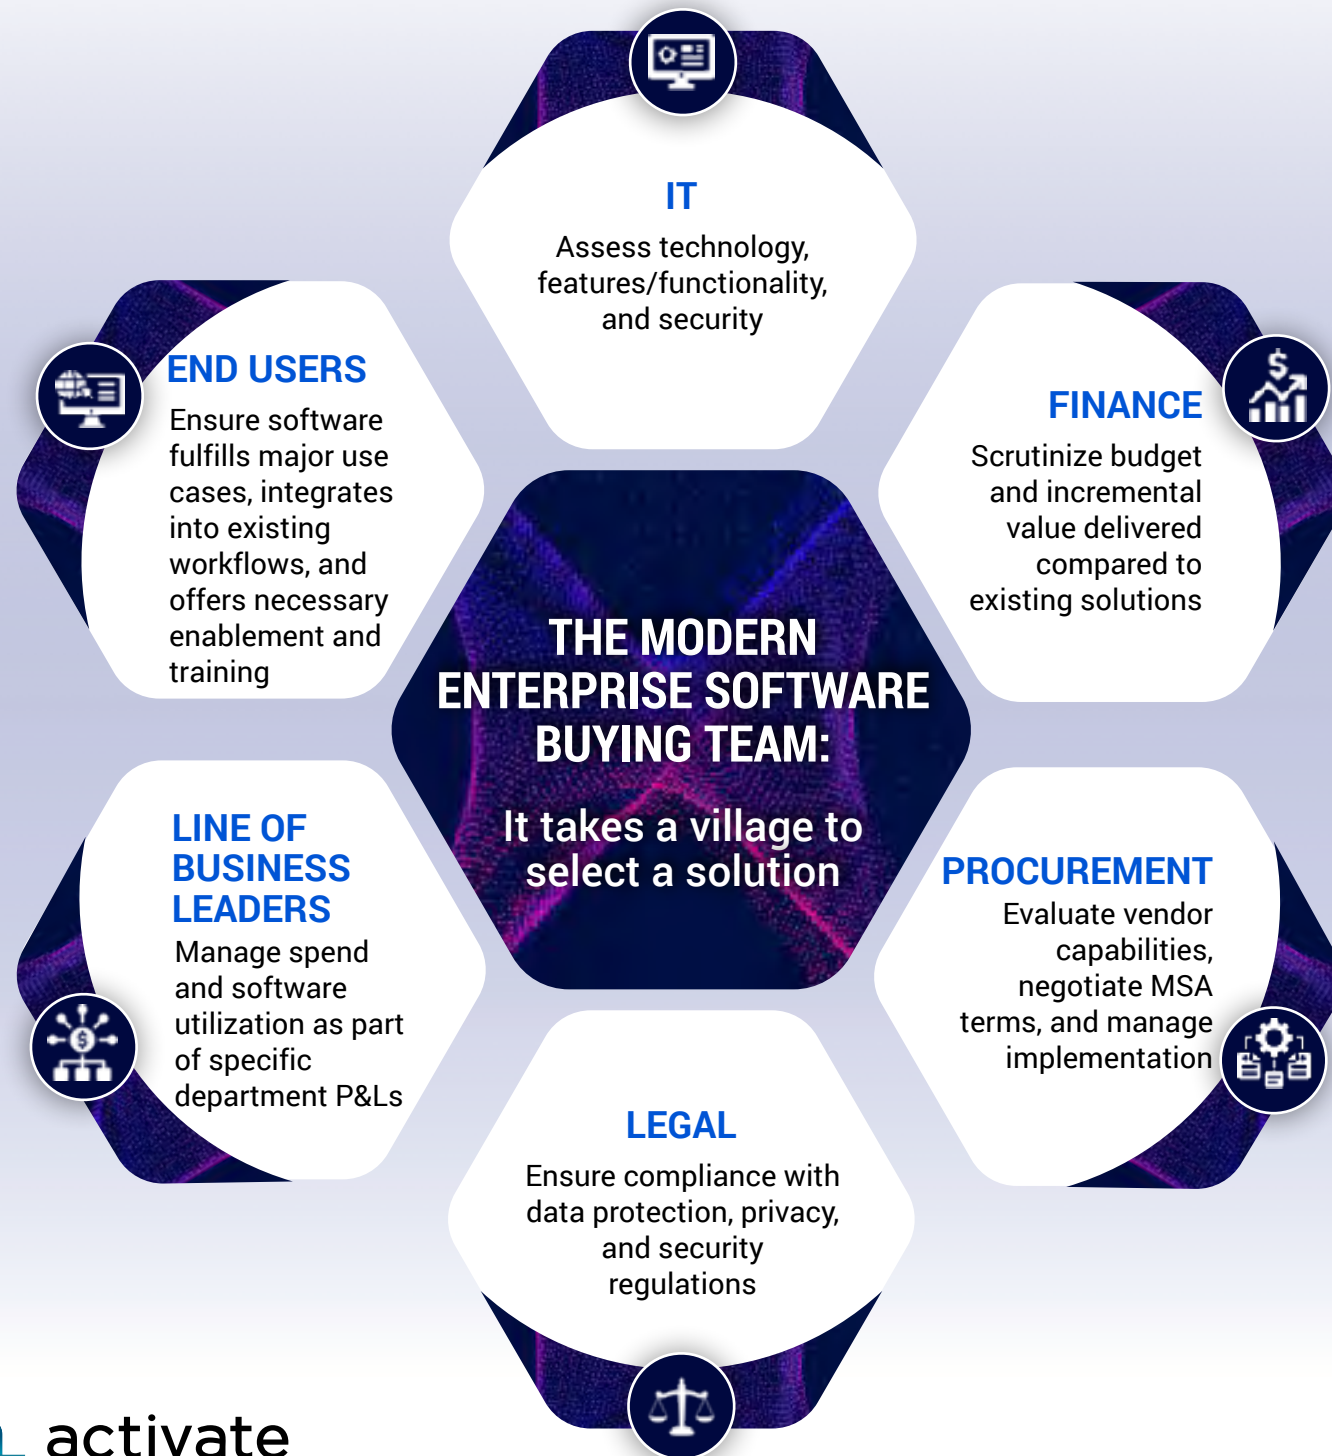 IT
Assess technology,
features/functionality,
and security
END USERS
Ensure software
fulfills major use
cases, integrates
into existing
workflows, and
offers necessary
enablement and
training
FINANCE
Scrutinize budget
and incremental
value delivered
compared to
existing solutions
THE MODERN
ENTERPRISE SOFTWARE
BUYING TEAM:
It takes a village to
select a solution
LINE OF
BUSINESS
LEADERS
Manage spend
and software
utilization as part
of specific
department P&Ls
PROCUREMENT
Evaluate vendor
capabilities,
negotiate MSA
terms, and manage
implementation
LEGAL
Ensure compliance with
data protection, privacy,
and security
regulations
activate